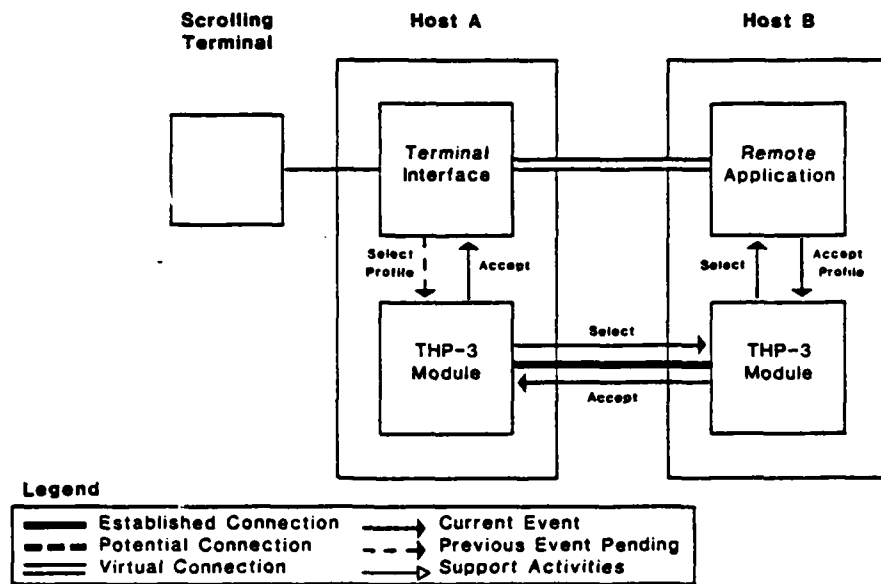 Scrolling
Terminal
Host A
Host B
Terminal
Interface
Remote
Application
Select
Profile
Accept
Select
Accept
Profile
THP-3
Module
Select
THP-3
Module
Accept
Legend
Established Connection
Current Event
Potential Connection
Previous Event Pending
Virtual Connection
Support Activities